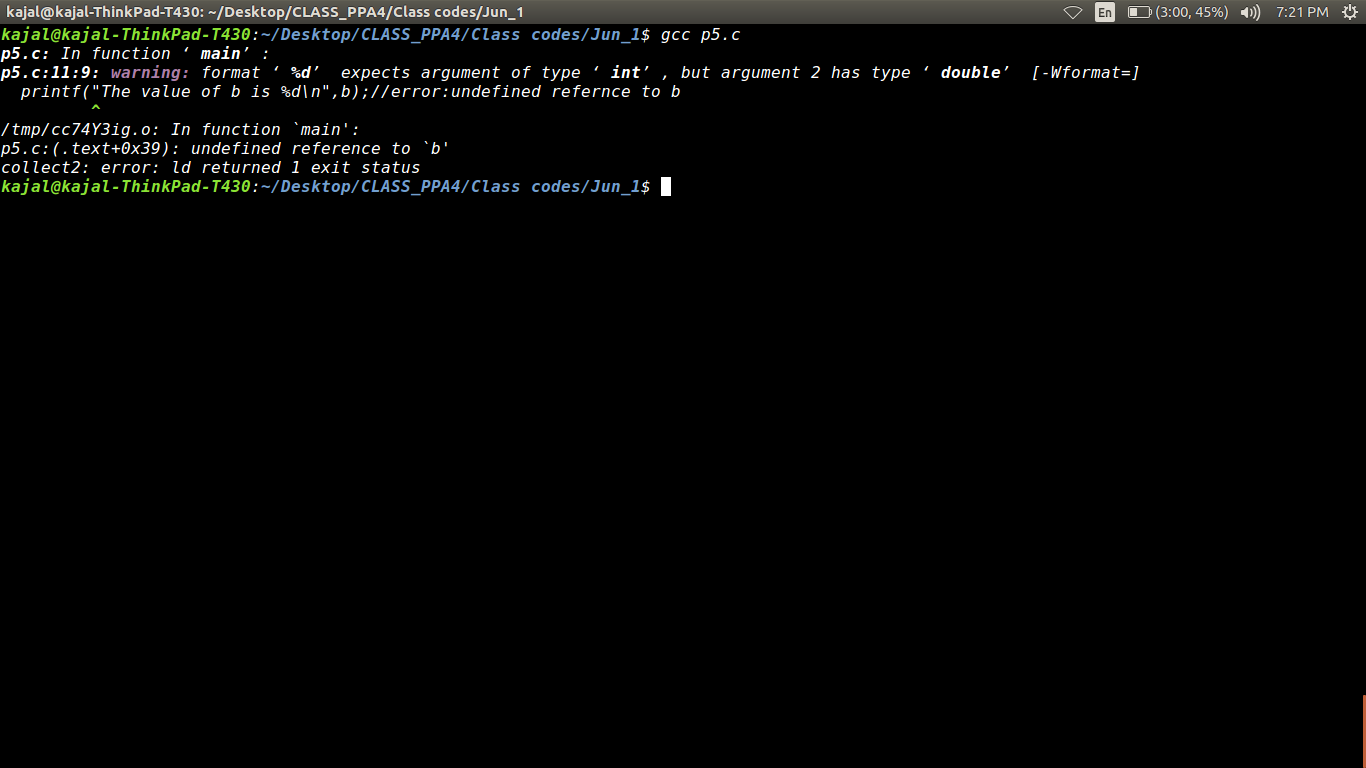 kajal@kajal-ThinkPad-T430: ~/Desktop/CLASS_PPA4/Class codes/Jun_1 En (3:00, 45%) 7:21 PM
kajal@kajal-ThinkPad-T430:~/Desktop/CLASS_PPA4/Class codes/Jun_1$ gcc p5.c
p5.c: In function ‘ main’ :
p5.c:11:9: warning: format ‘ %d’  expects argument of type ‘ int’ , but argument 2 has type ‘ double’  [-Wformat=]
  printf("The value of b is %d\n",b);//error:undefined refernce to b
         ^
/tmp/cc74Y3ig.o: In function `main':
p5.c:(.text+0x39): undefined reference to `b'
collect2: error: ld returned 1 exit status
kajal@kajal-ThinkPad-T430:~/Desktop/CLASS_PPA4/Class codes/Jun_1$